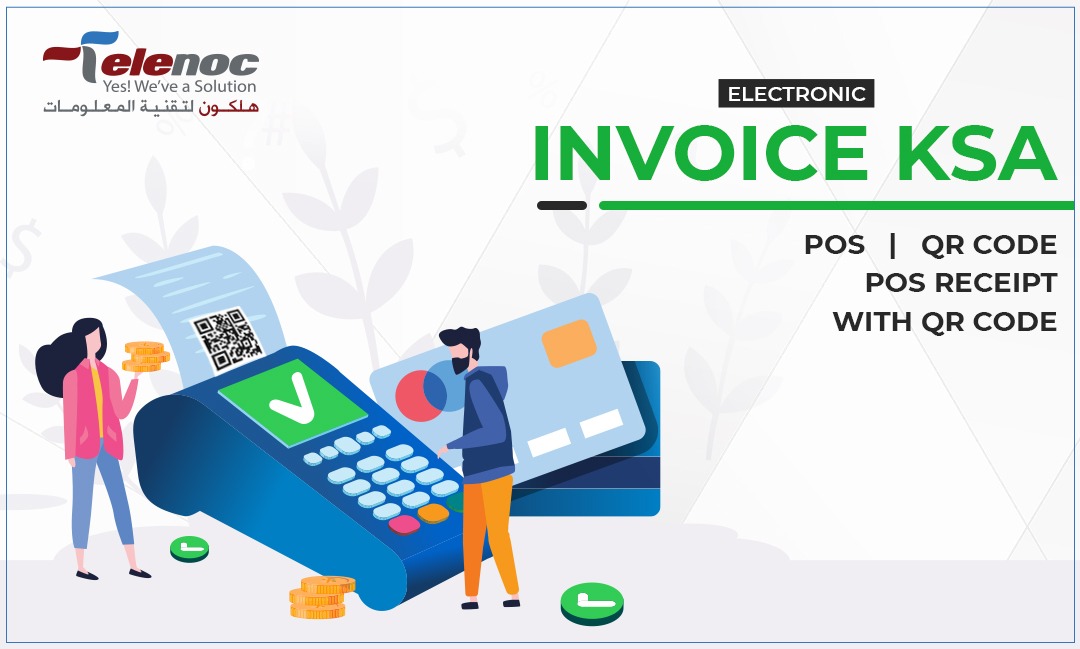 Telenoc
Yes! We've a Solution
هلكون لتقنية المعلومات
ELECTRONIC
INVOICE KSA
POS | QR CODE
POS RECEIPT
WITH QR CODE